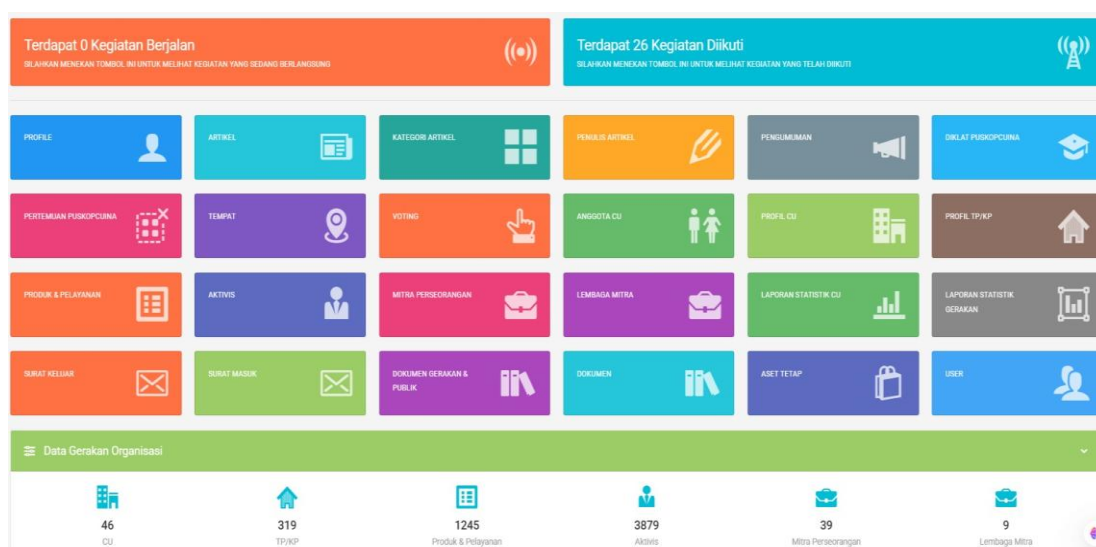 Terdapat 0 Kegiatan Berjalan
SILAHKAN MENEKAN TOMBOL INI UNTUK MELIHAT KEGIATAN YANG SEDANG BERLANGSUNG
Terdapat 26 Kegiatan Diikuti
SILAHKAN MENEKAN TOMBOL INI UNTUK MELIHAT KEGIATAN YANG TELAH DIIKUTI
PROFILE
ARTIKEL
KATEGORI ARTIKEL
PENULIS ARTIKEL
PENGUMUMAN
DIKLAT PUSKOPCUINA
PERTEMUAN PUSKOPCUINA
TEMPAT
VOTING
ANGGOTA CU
PROFIL CU
PROFIL TP/KP
PRODUK & PELAYANAN
AKTIVIS
MITRA PERSEORANGAN
LEMBAGA MITRA
LAPORAN STATISTIK CU
LAPORAN STATISTIK
GERAKAN
SURAT KELUAR
SURAT MASUK
DOKUMEN GERAKAN &
PUBLIK
DOKUMEN
ASET TETAP
USER
Data Gerakan Organisasi
46
CU
319
TP/KP
1245
Produk & Pelayanan
3879
Aktivis
39
Mitra Perseorangan
9
Lembaga Mitra